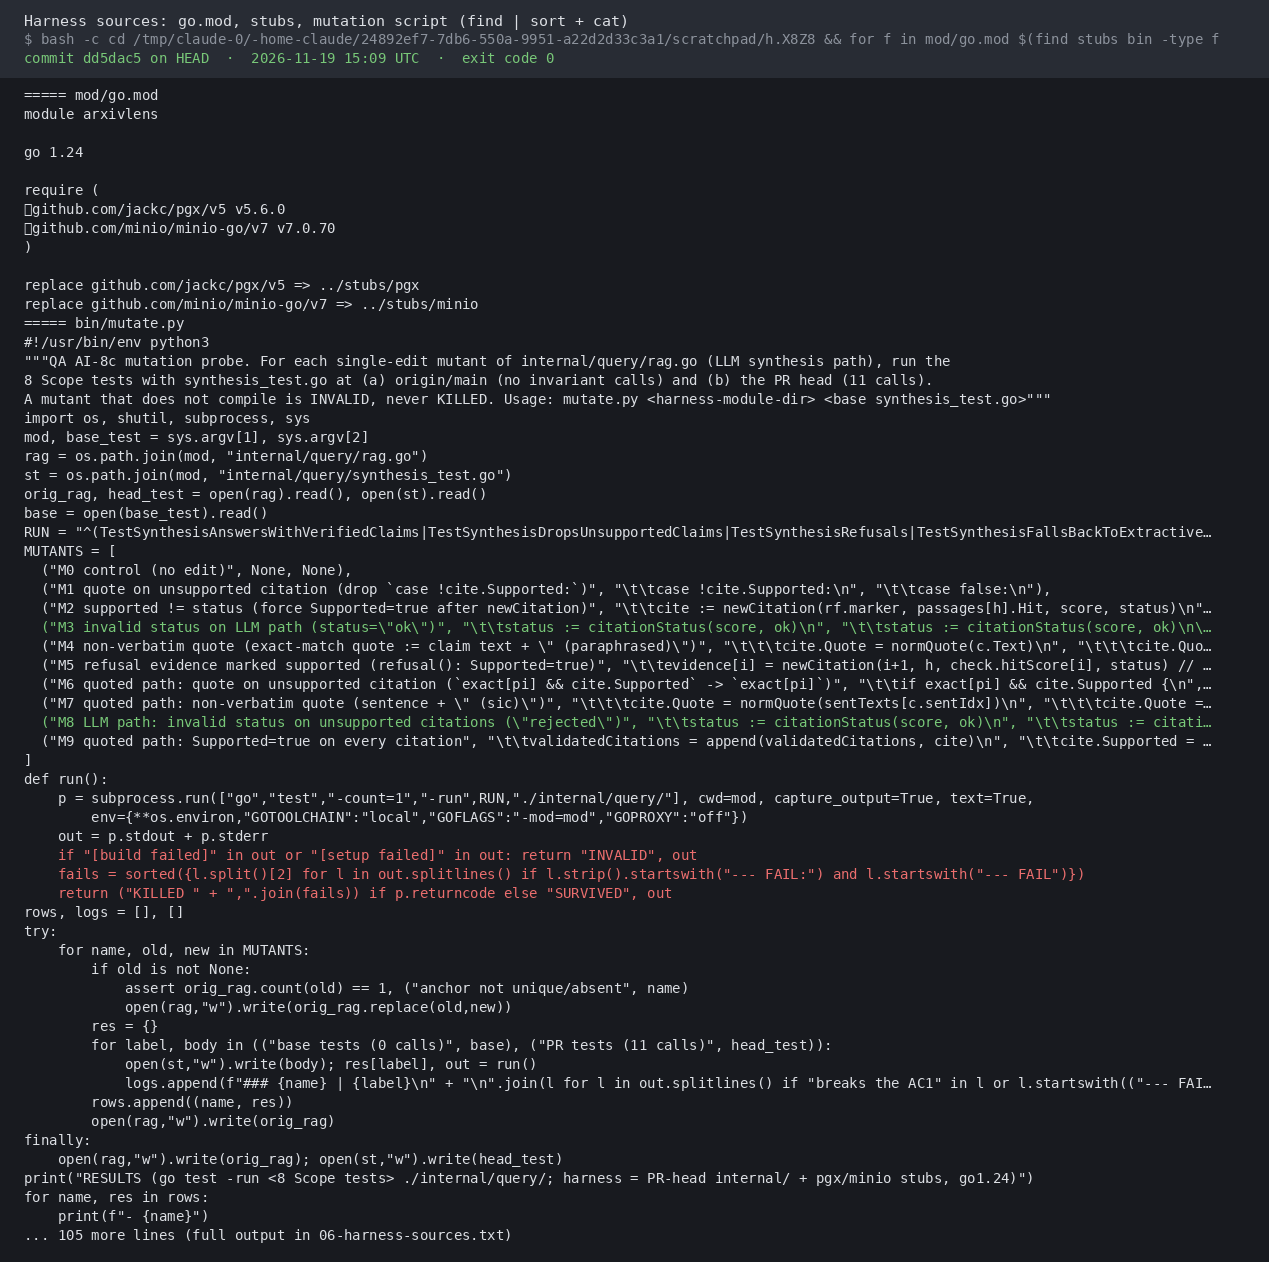 Harness sources: go.mod, stubs, mutation script (find | sort + cat)
$ bash -c cd /tmp/claude-0/-home-claude/24892ef7-7db6-550a-9951-a22d2d33c3a1/scratchpad/h.X8Z8 && for f in mod/go.mod $(find stubs bin -type f
commit dd5dac5 on HEAD  ·  2026-11-19 15:09 UTC  ·  exit code 0
===== mod/go.mod
module arxivlens
go 1.24
require (
github.com/jackc/pgx/v5 v5.6.0
github.com/minio/minio-go/v7 v7.0.70
)
replace github.com/jackc/pgx/v5 => ../stubs/pgx
replace github.com/minio/minio-go/v7 => ../stubs/minio
===== bin/mutate.py
#!/usr/bin/env python3
"""QA AI-8c mutation probe. For each single-edit mutant of internal/query/rag.go (LLM synthesis path), run the
8 Scope tests with synthesis_test.go at (a) origin/main (no invariant calls) and (b) the PR head (11 calls).
A mutant that does not compile is INVALID, never KILLED. Usage: mutate.py <harness-module-dir> <base synthesis_test.go>"""
import os, shutil, subprocess, sys
mod, base_test = sys.argv[1], sys.argv[2]
rag = os.path.join(mod, "internal/query/rag.go")
st = os.path.join(mod, "internal/query/synthesis_test.go")
orig_rag, head_test = open(rag).read(), open(st).read()
base = open(base_test).read()
RUN = "^(TestSynthesisAnswersWithVerifiedClaims|TestSynthesisDropsUnsupportedClaims|TestSynthesisRefusals|TestSynthesisFallsBackToExtractive…
MUTANTS = [
  ("M0 control (no edit)", None, None),
  ("M1 quote on unsupported citation (drop `case !cite.Supported:`)", "\t\tcase !cite.Supported:\n", "\t\tcase false:\n"),
  ("M2 supported != status (force Supported=true after newCitation)", "\t\tcite := newCitation(rf.marker, passages[h].Hit, score, status)\n"…
  ("M3 invalid status on LLM path (status=\"ok\")", "\t\tstatus := citationStatus(score, ok)\n", "\t\tstatus := citationStatus(score, ok)\n\…
  ("M4 non-verbatim quote (exact-match quote := claim text + \" (paraphrased)\")", "\t\t\tcite.Quote = normQuote(c.Text)\n", "\t\t\tcite.Quo…
  ("M5 refusal evidence marked supported (refusal(): Supported=true)", "\t\tevidence[i] = newCitation(i+1, h, check.hitScore[i], status) // …
  ("M6 quoted path: quote on unsupported citation (`exact[pi] && cite.Supported` -> `exact[pi]`)", "\t\tif exact[pi] && cite.Supported {\n",…
  ("M7 quoted path: non-verbatim quote (sentence + \" (sic)\")", "\t\t\tcite.Quote = normQuote(sentTexts[c.sentIdx])\n", "\t\t\tcite.Quote =…
  ("M8 LLM path: invalid status on unsupported citations (\"rejected\")", "\t\tstatus := citationStatus(score, ok)\n", "\t\tstatus := citati…
  ("M9 quoted path: Supported=true on every citation", "\t\tvalidatedCitations = append(validatedCitations, cite)\n", "\t\tcite.Supported = …
]
def run():
    p = subprocess.run(["go","test","-count=1","-run",RUN,"./internal/query/"], cwd=mod, capture_output=True, text=True,
        env={**os.environ,"GOTOOLCHAIN":"local","GOFLAGS":"-mod=mod","GOPROXY":"off"})
    out = p.stdout + p.stderr
    if "[build failed]" in out or "[setup failed]" in out: return "INVALID", out
    fails = sorted({l.split()[2] for l in out.splitlines() if l.strip().startswith("--- FAIL:") and l.startswith("--- FAIL")})
    return ("KILLED " + ",".join(fails)) if p.returncode else "SURVIVED", out
rows, logs = [], []
try:
    for name, old, new in MUTANTS:
        if old is not None:
            assert orig_rag.count(old) == 1, ("anchor not unique/absent", name)
            open(rag,"w").write(orig_rag.replace(old,new))
        res = {}
        for label, body in (("base tests (0 calls)", base), ("PR tests (11 calls)", head_test)):
            open(st,"w").write(body); res[label], out = run()
            logs.append(f"### {name} | {label}\n" + "\n".join(l for l in out.splitlines() if "breaks the AC1" in l or l.startswith(("--- FAI…
        rows.append((name, res))
        open(rag,"w").write(orig_rag)
finally:
    open(rag,"w").write(orig_rag); open(st,"w").write(head_test)
print("RESULTS (go test -run <8 Scope tests> ./internal/query/; harness = PR-head internal/ + pgx/minio stubs, go1.24)")
for name, res in rows:
    print(f"- {name}")
... 105 more lines (full output in 06-harness-sources.txt)